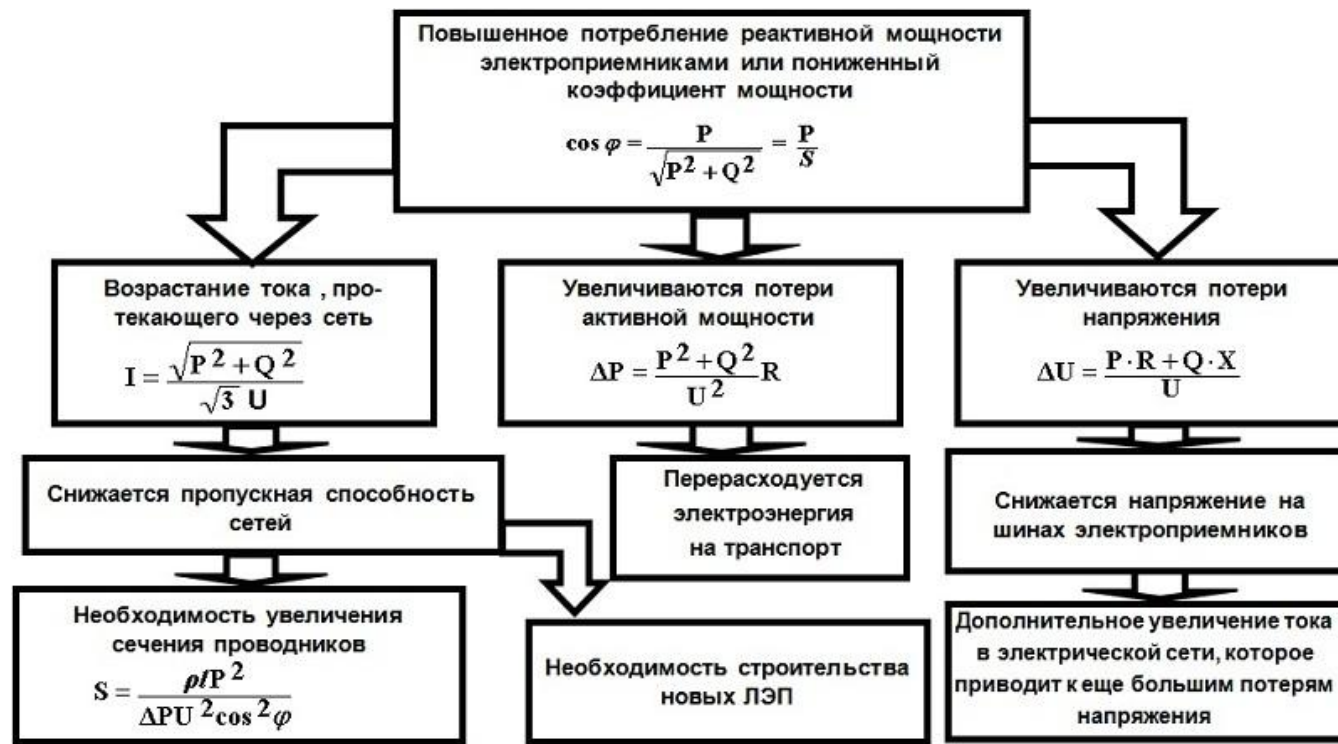 Повышенное потребление реактивной мощности
электроприемниками или пониженный
коэффициент мощности
cos φ = P / √(P² + Q²) = P / S
Возрастание тока , про-
текающего через сеть
I = √(P² + Q²) / (√3 U)
Увеличиваются потери
активной мощности
ΔP = (P² + Q²) / U² R
Увеличиваются потери
напряжения
ΔU = (P · R + Q · X) / U
Снижается пропускная способность
сетей
Перерасходуется
электроэнергия
на транспорт
Снижается напряжение на
шинах электроприемников
Необходимость увеличения
сечения проводников
S = ρlP² / (ΔPU² cos² φ)
Необходимость строительства
новых ЛЭП
Дополнительное увеличение тока
в электрической сети, которое
приводит к еще большим потерям
напряжения